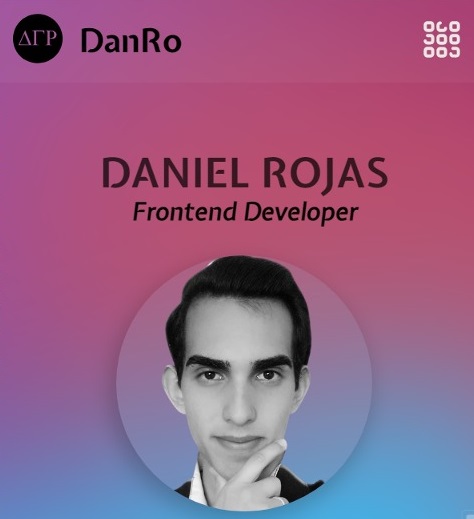 ΔΓΡ DanRo
DANIEL ROJAS
Frontend Developer